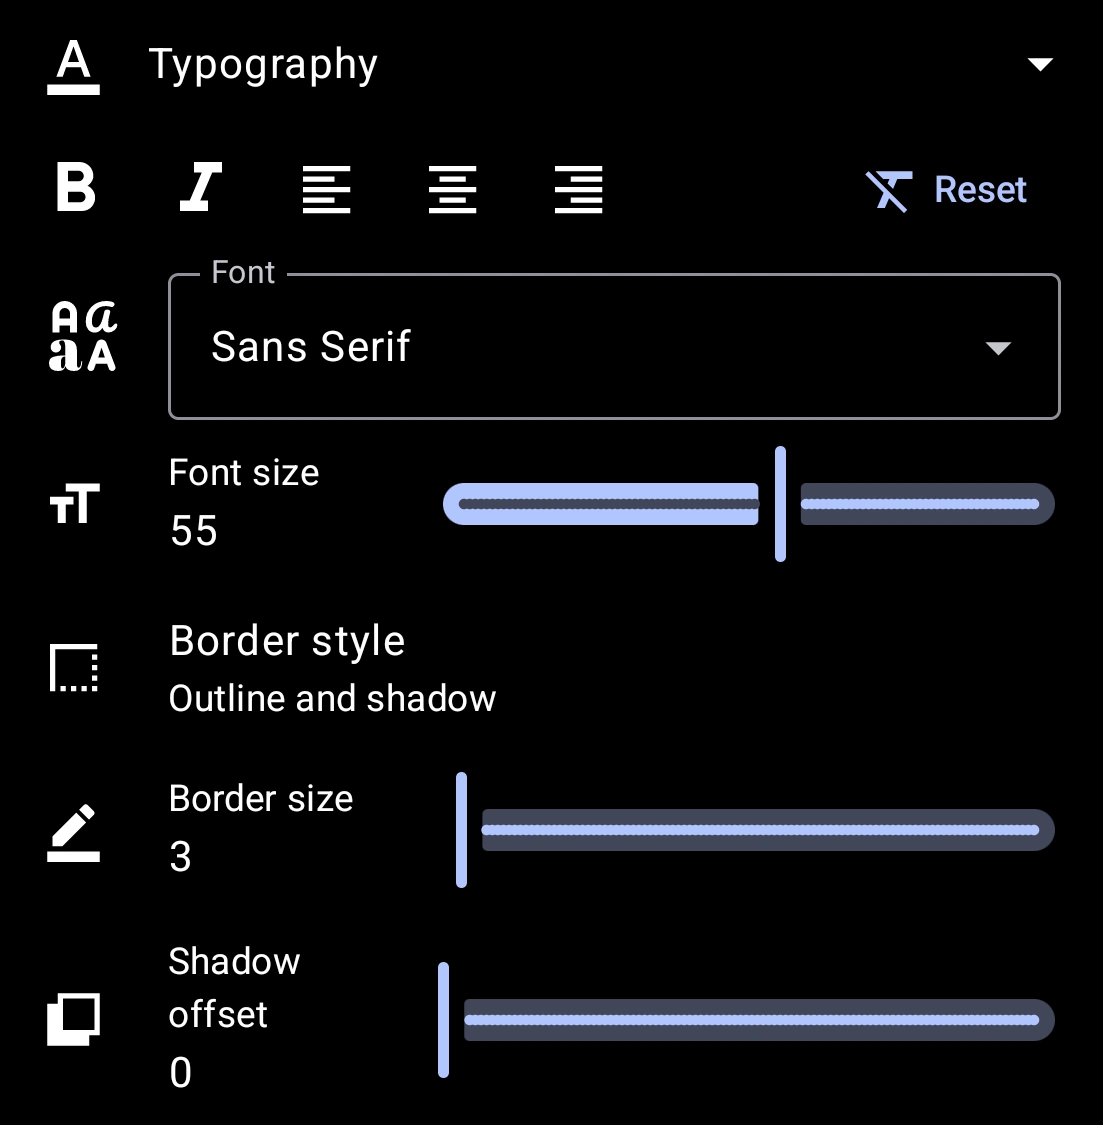 Typography
Reset
Font
Sans Serif
Font size
55
Border style
Outline and shadow
Border size
3
Shadow
offset
0